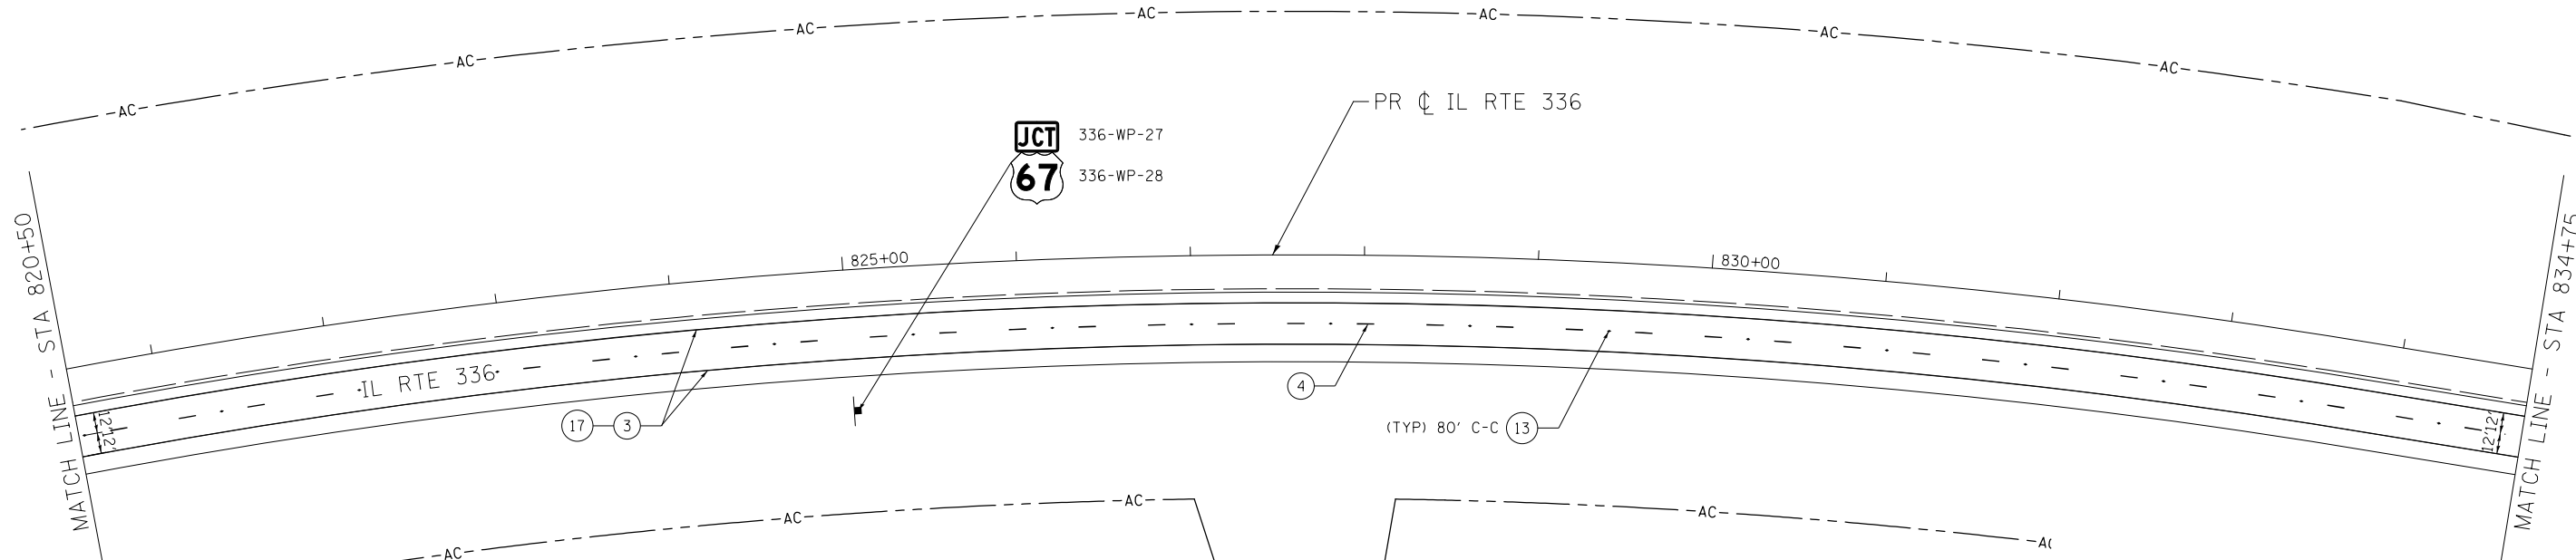 AC AC AC AC AC AC AC
PR ℄ IL RTE 336
JCT 336-WP-27
67 336-WP-28
MATCH LINE - STA 820+50
825+00
830+00
MATCH LINE - STA 834+75
IL RTE 336
12' 12'
12' 12'
17 3
4
(TYP) 80' C-C 13
AC AC AC AC